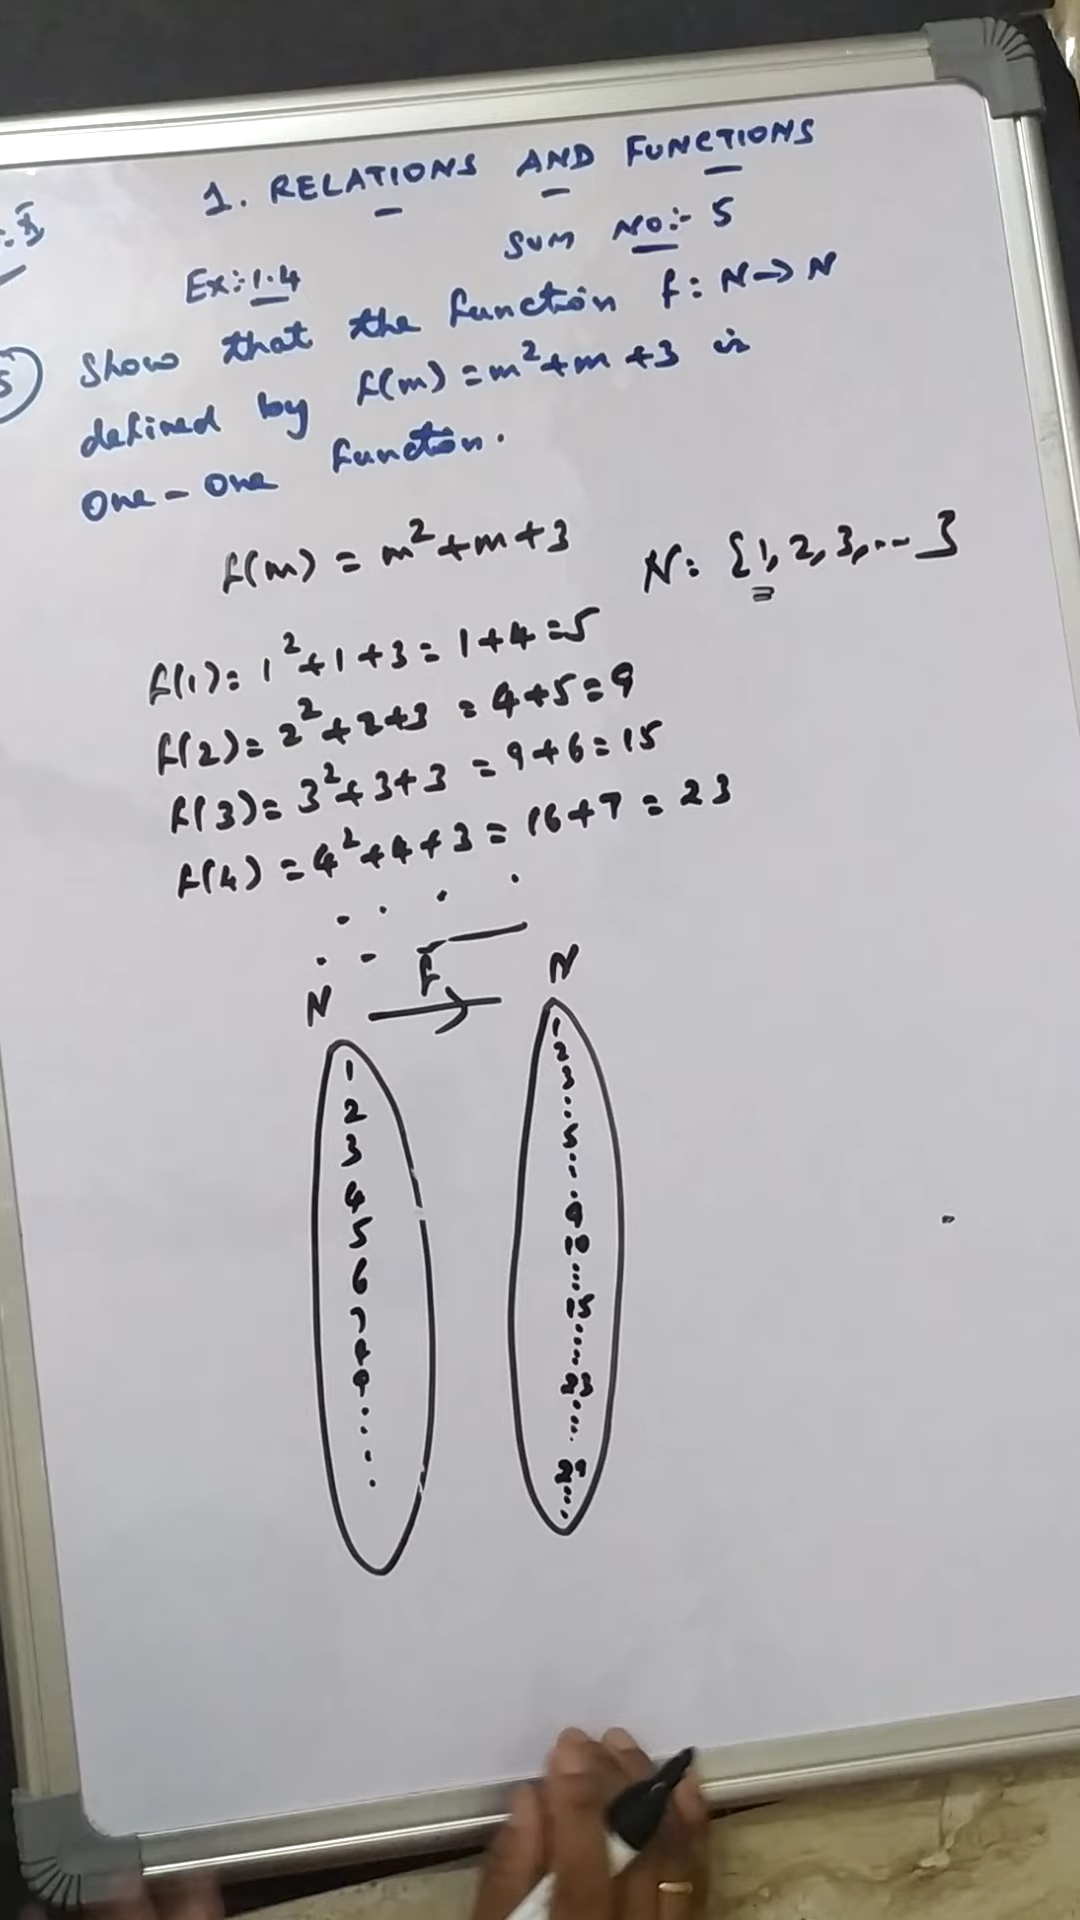 1. RELATIONS AND FUNCTIONS
Ex:- 1.4
SUM NO:- 5
5) Show that the function f: N→N
defined by f(m) = m²+m+3 is
one-one function.
f(m) = m²+m+3
N: {1, 2, 3, ... }
f(1) = 1²+1+3 = 1+4 = 5
f(2) = 2²+2+3 = 4+5 = 9
f(3) = 3²+3+3 = 9+6 = 15
f(4) = 4²+4+3 = 16+7 = 23
N
f
N
1
2
3
4
5
6
7
8
9
1
2
3
5
9
10
15
23
29